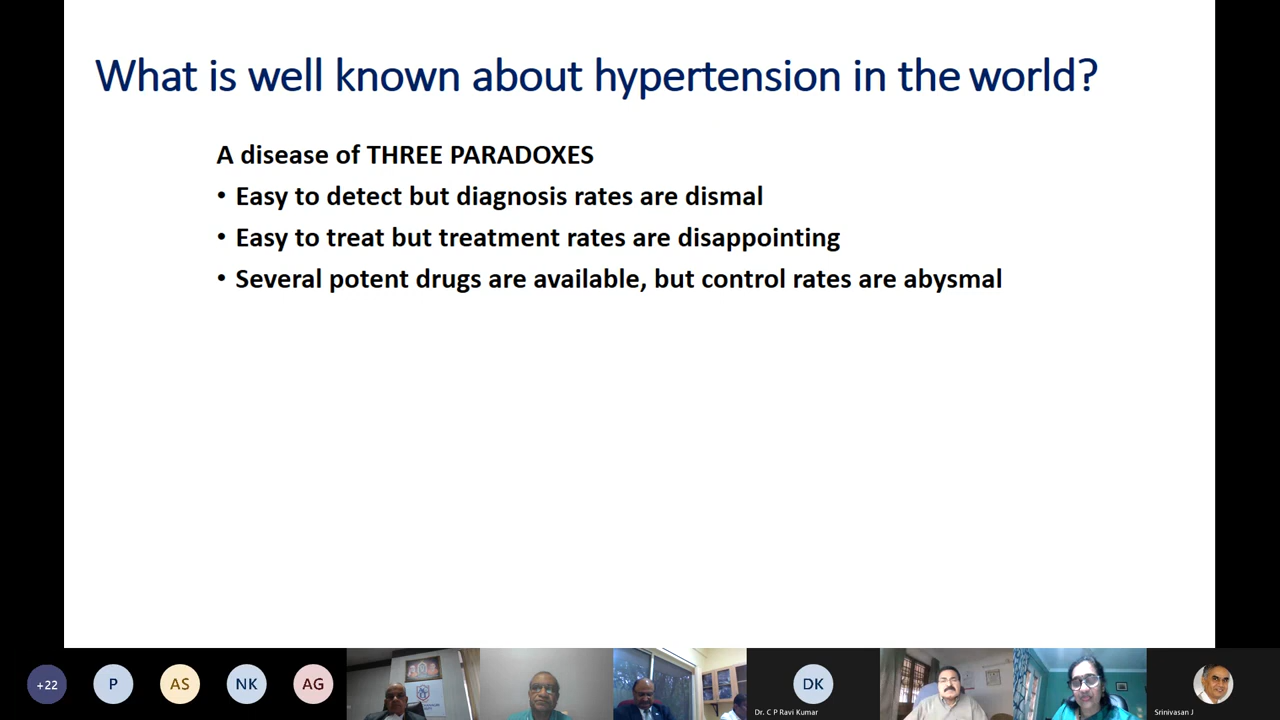 What is well known about hypertension in the world?
A disease of THREE PARADOXES
• Easy to detect but diagnosis rates are dismal
• Easy to treat but treatment rates are disappointing
• Several potent drugs are available, but control rates are abysmal
+22
P
AS
NK
AG
DK
Dr. C P Ravi Kumar
Srinivasan J